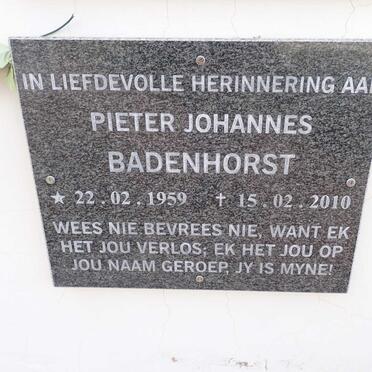 IN LIEFDEVOLLE HERINNERING AAN
PIETER JOHANNES
BADENHORST
★ 22.02.1959 ✝ 15.02.2010
WEES NIE BEVREES NIE, WANT EK
HET JOU VERLOS; EK HET JOU OP
JOU NAAM GEROEP, JY IS MYNE!